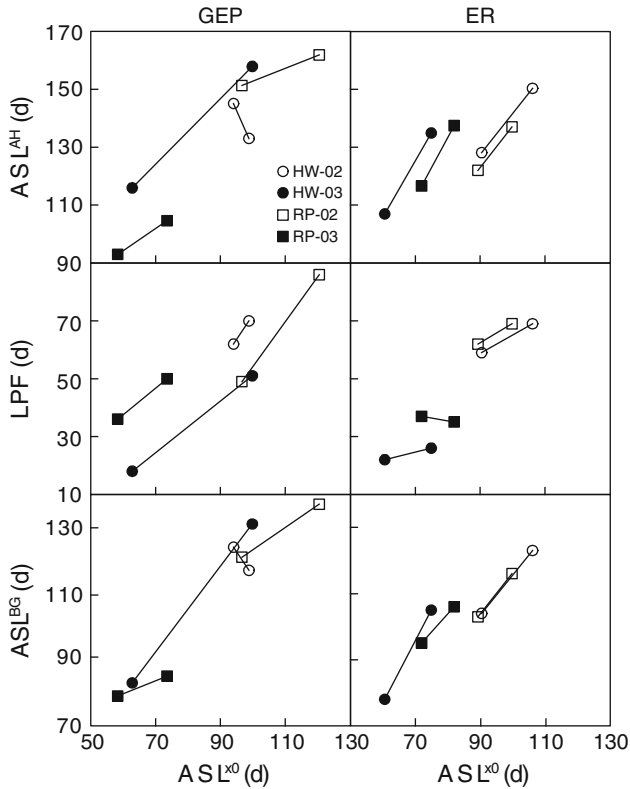 GEP ER
170
150
130
110
90
ASL^AH (d)
HW-02
HW-03
RP-02
RP-03
70
50
30
10
LPF (d)
130
110
90
70
ASL^BG (d)
50 70 90 110 130 70 90 110 130
ASL^x0 (d) ASL^x0 (d)